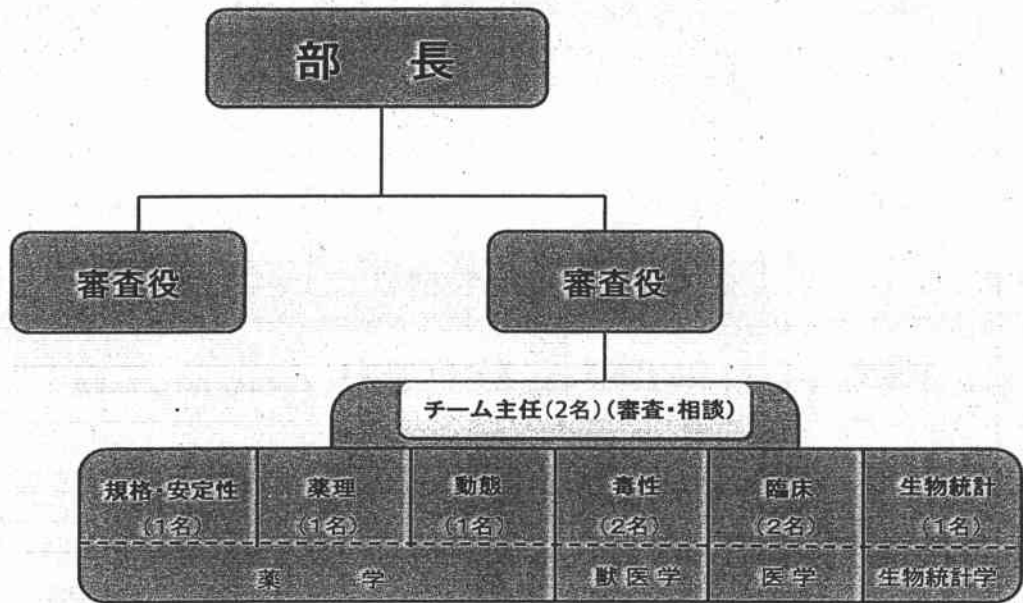 部 長
審査役
審査役
チーム主任(2名)(審査・相談)
規格・安定性 薬理 動態 毒性 臨床 生物統計
(1名) (1名) (1名) (2名) (2名) (1名)
薬 学 獣医学 医学 生物統計学